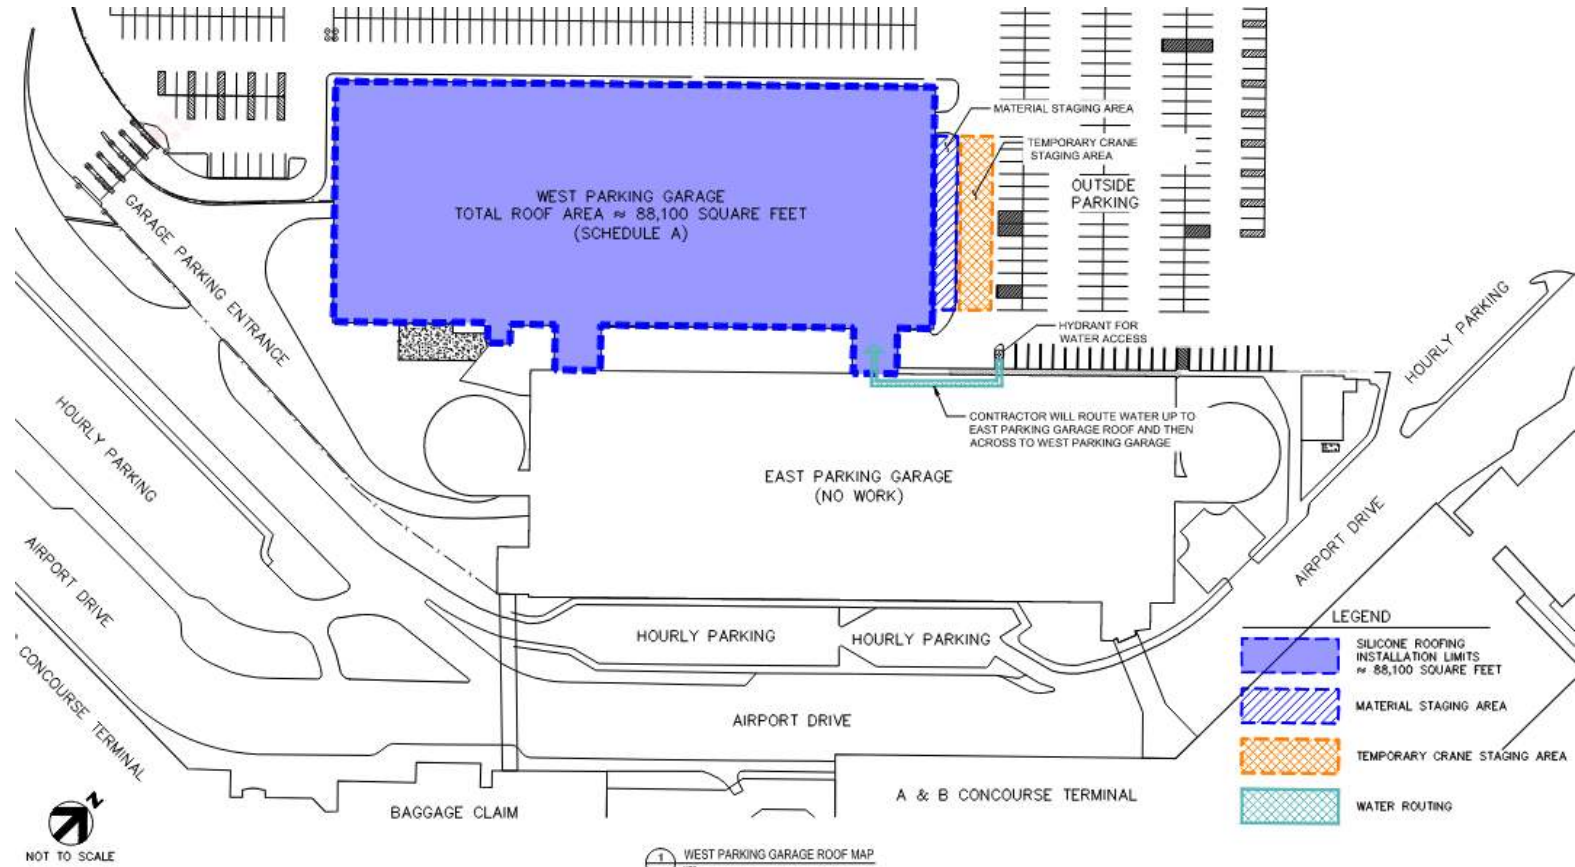 MATERIAL STAGING AREA
TEMPORARY CRANE
STAGING AREA
OUTSIDE
PARKING
WEST PARKING GARAGE
TOTAL ROOF AREA ≈ 88,100 SQUARE FEET
(SCHEDULE A)
GARAGE PARKING ENTRANCE
HYDRANT FOR
WATER ACCESS
HOURLY PARKING
CONTRACTOR WILL ROUTE WATER UP TO
EAST PARKING GARAGE ROOF AND THEN
ACROSS TO WEST PARKING GARAGE
HOURLY PARKING
EAST PARKING GARAGE
(NO WORK)
AIRPORT DRIVE
AIRPORT DRIVE
HOURLY PARKING
HOURLY PARKING
CONCOURSE TERMINAL
AIRPORT DRIVE
BAGGAGE CLAIM
A & B CONCOURSE TERMINAL
LEGEND
SILICONE ROOFING
INSTALLATION LIMITS
≈ 88,100 SQUARE FEET
MATERIAL STAGING AREA
TEMPORARY CRANE STAGING AREA
WATER ROUTING
N
NOT TO SCALE
1
WEST PARKING GARAGE ROOF MAP